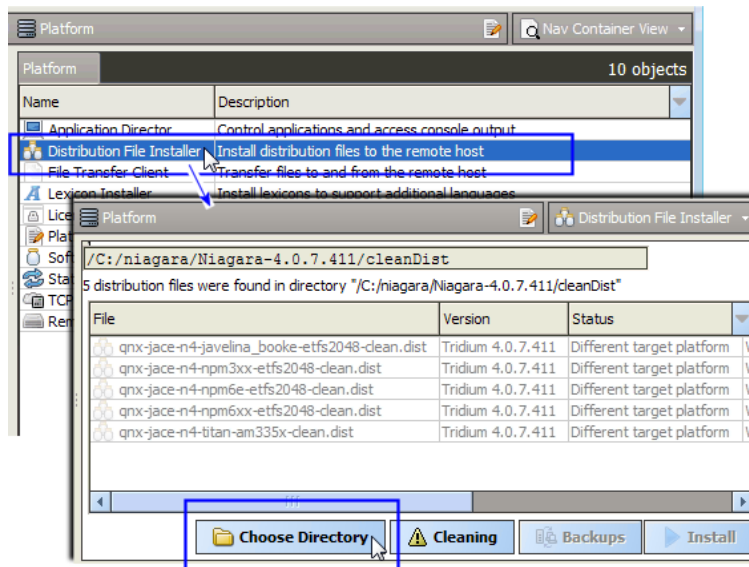 Platform
Nav Container View
Platform
10 objects
Name Description
Application Director Control applications and access console output
Distribution File Installer Install distribution files to the remote host
File Transfer Client Transfer files to and from the remote host
Lexicon Installer Install lexicons to support additional languages
Lice
Platform
Distribution File Installer
Plat
Soft
/C:/niagara/Niagara-4.0.7.411/cleanDist
Stat
5 distribution files were found in directory "/C:/niagara/Niagara-4.0.7.411/cleanDist"
TCP
File Version Status
Rem
qnx-jace-n4-javelina_booke-etfs2048-clean.dist Tridium 4.0.7.411 Different target platform
qnx-jace-n4-npm3xx-etfs2048-clean.dist Tridium 4.0.7.411 Different target platform
qnx-jace-n4-npm6e-etfs2048-clean.dist Tridium 4.0.7.411 Different target platform
qnx-jace-n4-npm6xx-etfs2048-clean.dist Tridium 4.0.7.411 Different target platform
qnx-jace-n4-titan-am335x-clean.dist Tridium 4.0.7.411 Different target platform
Choose Directory Cleaning Backups Install